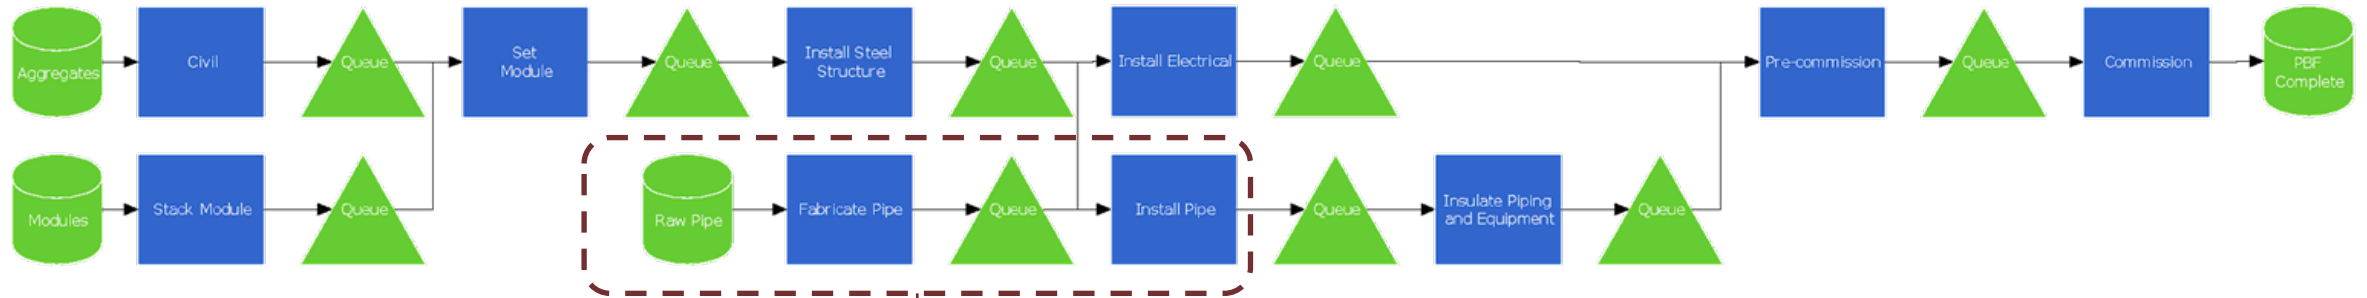 Aggregates
Civil
Queue
Set
Module
Queue
Install Steel
Structure
Queue
Install Electrical
Queue
Pre-commission
Queue
Commission
PBF
Complete
Modules
Stack Module
Queue
Raw Pipe
Fabricate Pipe
Queue
Install Pipe
Queue
Insulate Piping
and Equipment
Queue